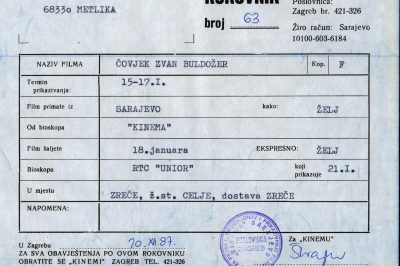 68330 METLIKA
ROKOVNIK
broj 63
Poslovnica:
Zagreb br. 421-326
Žiro račun: Sarajevo
10100-603-6184
NAZIV FILMA ČOVJEK ZVAN BULDOŽER Kop. F
Termin prikazivanja: 15-17.I.
Film primate iz SARAJEVO kako: ŽELJ
Od bioskopa "KINEMA"
Film šaljete 18.januara EKSPRESNO: ŽELJ
Bioskopu RTC "UNIOR" koji prikazuje 21.I.
U mjestu ZREČE, ž.st. CELJE, dostava ZREČE
NAPOMENA:
U Zagrebu 20.XII.87. Za „KINEMU"
ZA SVA OBAVJEŠTENJA PO OVOM ROKOVNIKU
OBRATITE SE „KINEMI" ZAGREB TEL. 421-326